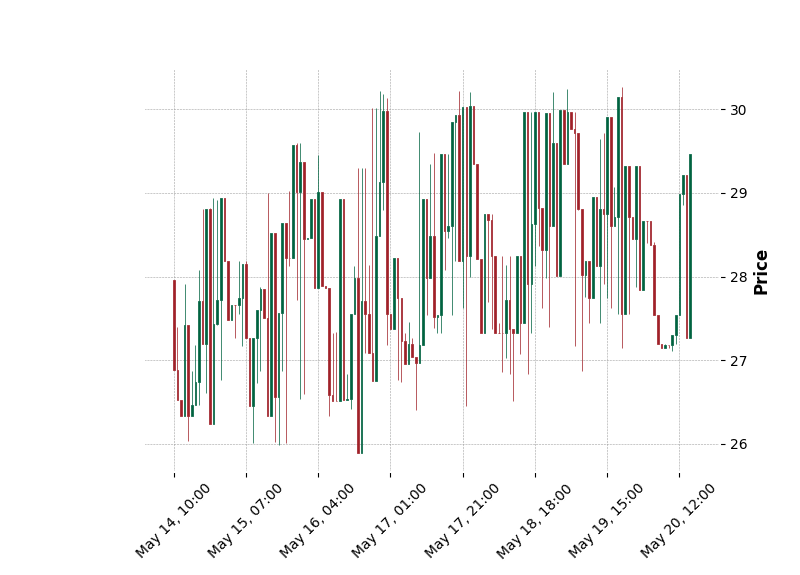 30
29
28
27
26
Price
May 14, 10:00
May 15, 07:00
May 16, 04:00
May 17, 01:00
May 17, 21:00
May 18, 18:00
May 19, 15:00
May 20, 12:00